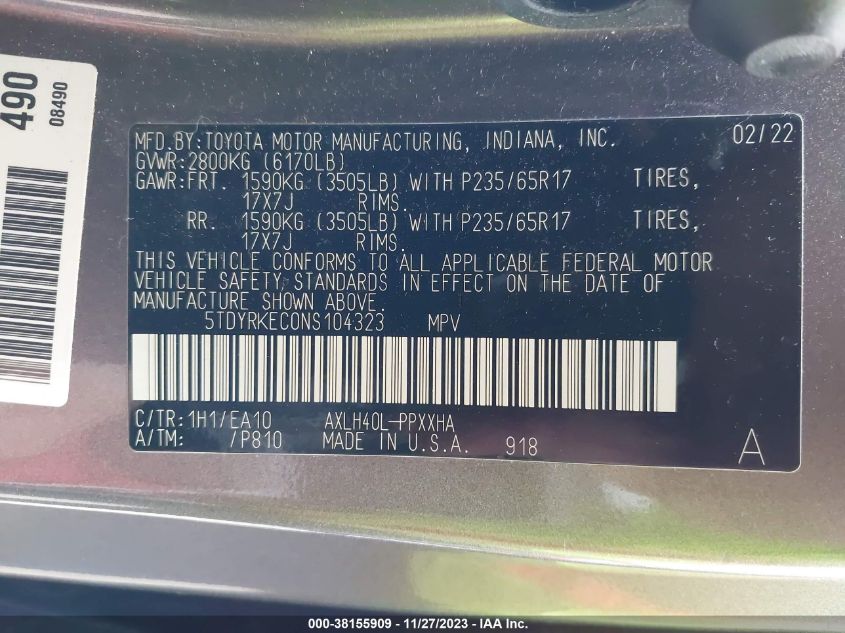 490
08490
MFD.BY:TOYOTA MOTOR MANUFACTURING, INDIANA, INC. 02/22
GVWR:2800KG (6170LB)
GAWR:FRT. 1590KG (3505LB) WITH P235/65R17 TIRES,
17X7J RIMS.
RR. 1590KG (3505LB) WITH P235/65R17 TIRES,
17X7J RIMS.
THIS VEHICLE CONFORMS TO ALL APPLICABLE FEDERAL MOTOR
VEHICLE SAFETY STANDARDS IN EFFECT ON THE DATE OF
MANUFACTURE SHOWN ABOVE.
5TDYRKEC0NS104323 MPV
C/TR:1H1/EA10 AXLH40L-PPXXHA
A/TM: /P810 MADE IN U.S.A. 918 A
000-38155909 - 11/27/2023 - Copyright © IAA, Inc.